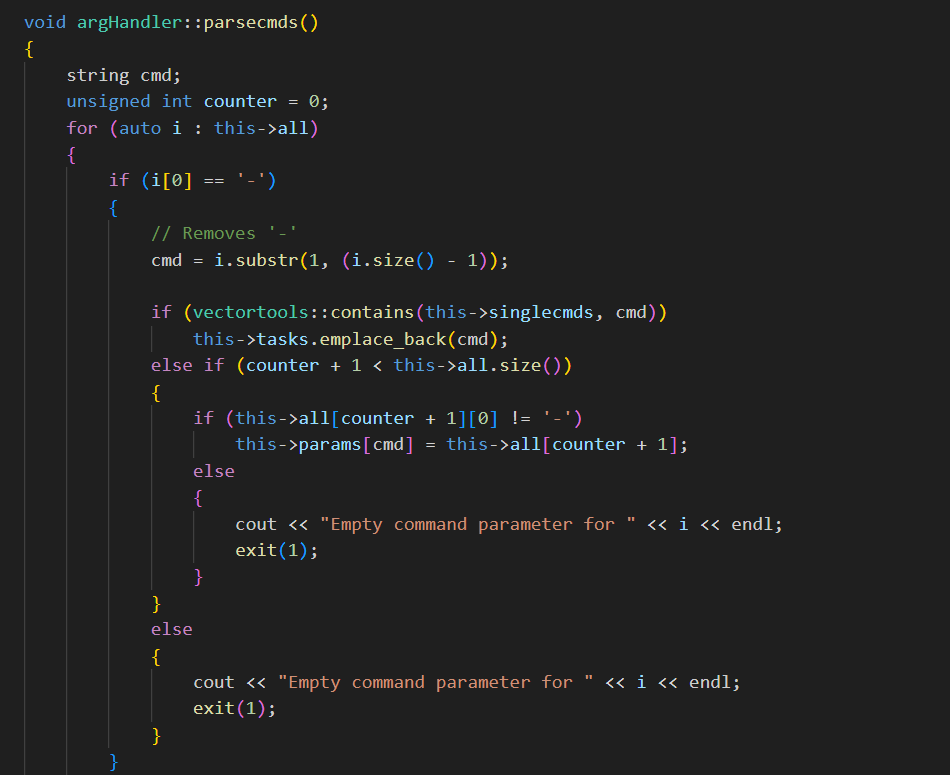 void argHandler::parsecmds()
{
    string cmd;
    unsigned int counter = 0;
    for (auto i : this->all)
    {
        if (i[0] == '-')
        {
            // Removes '-'
            cmd = i.substr(1, (i.size() - 1));

            if (vectortools::contains(this->singlecmds, cmd))
                this->tasks.emplace_back(cmd);
            else if (counter + 1 < this->all.size())
            {
                if (this->all[counter + 1][0] != '-')
                    this->params[cmd] = this->all[counter + 1];
                else
                {
                    cout << "Empty command parameter for " << i << endl;
                    exit(1);
                }
            }
            else
            {
                cout << "Empty command parameter for " << i << endl;
                exit(1);
            }
        }